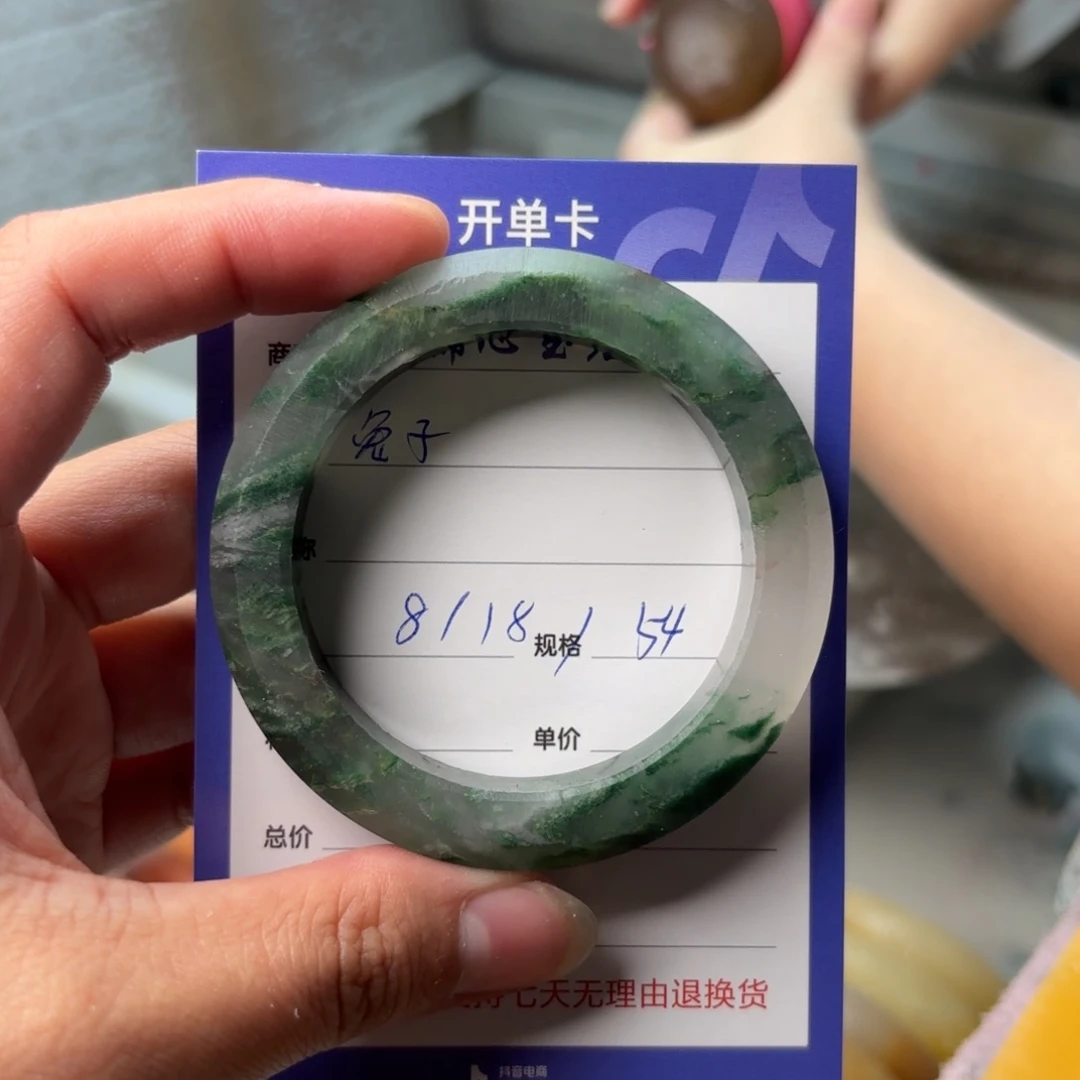 开单卡
商
兔子
称
8/18/54
规格
单价
总价
七天无理由退换货
抖音电商